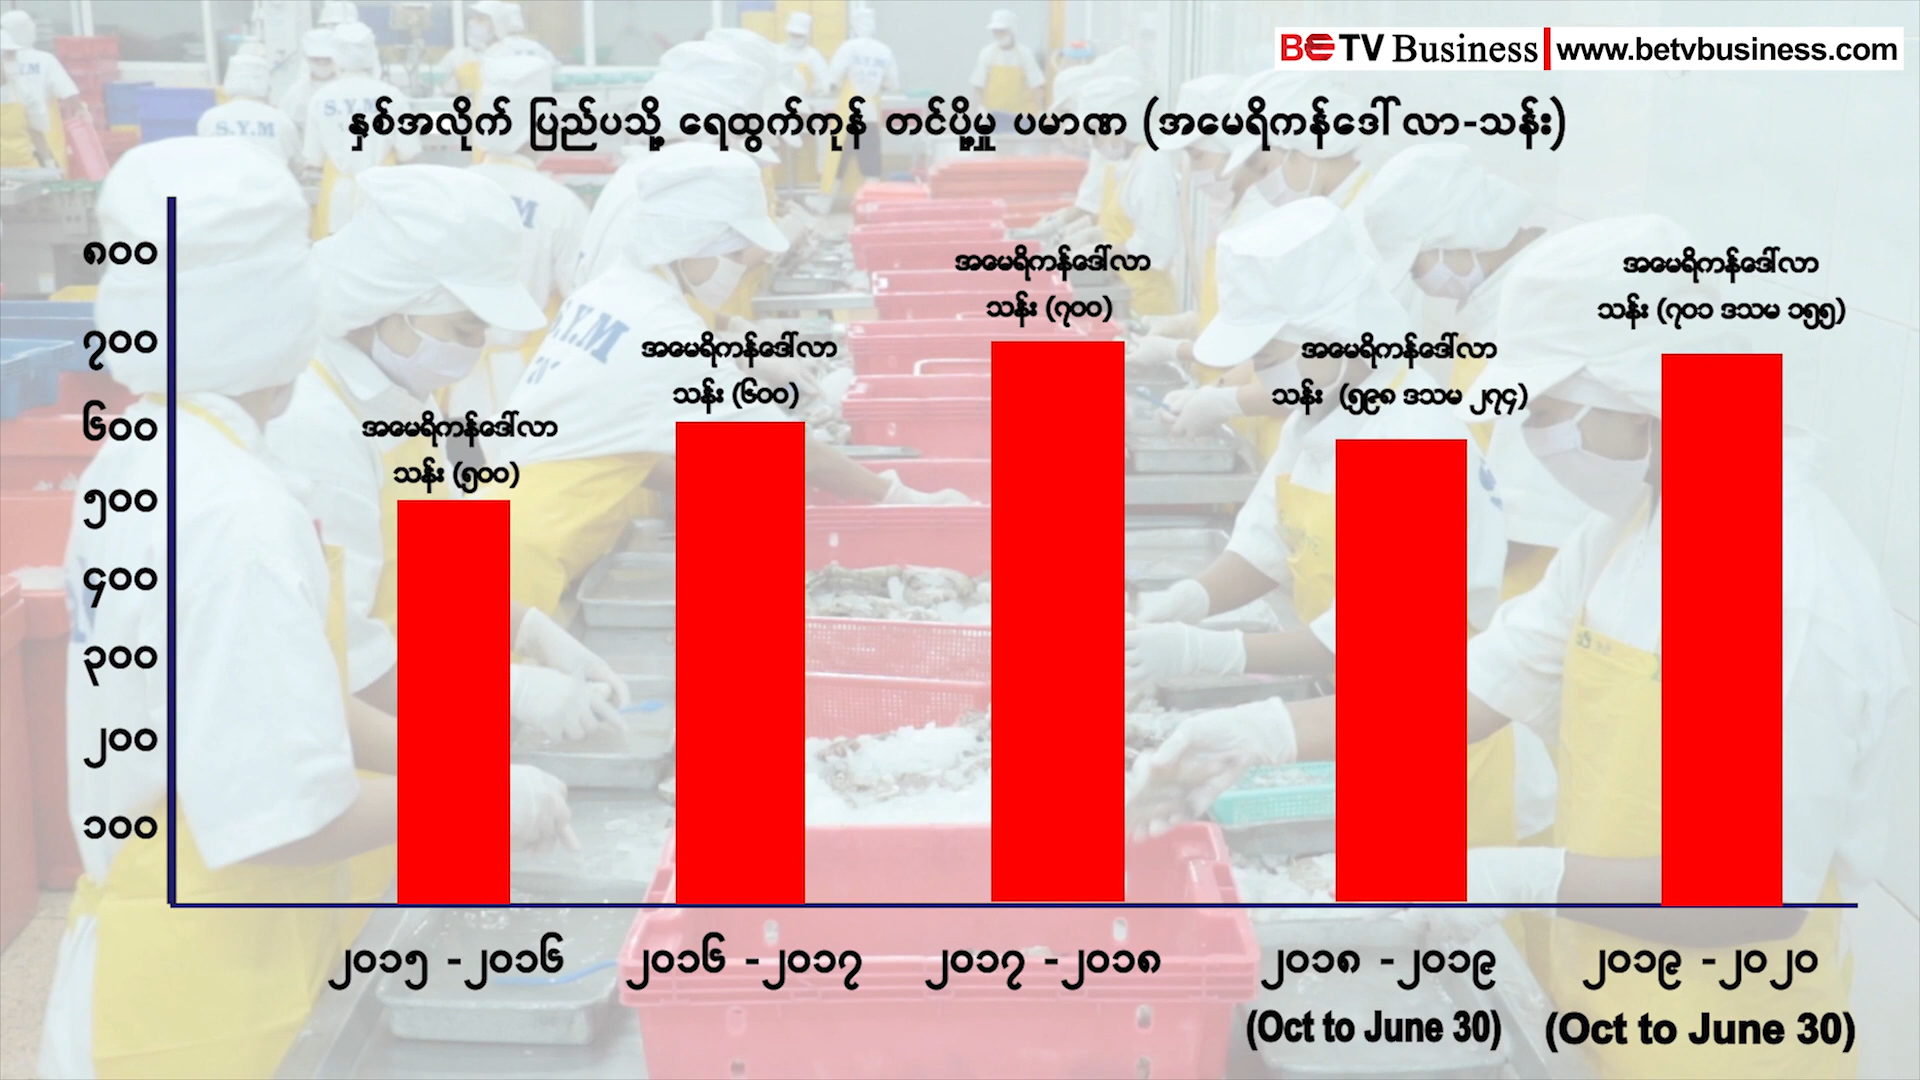 BE TV Business | www.betvbusiness.com
နှစ်အလိုက် ပြည်ပသို့ ရေထွက်ကုန် တင်ပို့မှု ပမာဏ (အမေရိကန်ဒေါ်လာ-သန်း)
၈၀၀
၇၀၀
၆၀၀
၅၀၀
၄၀၀
၃၀၀
၂၀၀
၁၀၀
အမေရိကန်ဒေါ်လာ
သန်း (၅၀၀)
အမေရိကန်ဒေါ်လာ
သန်း (၆၀၀)
အမေရိကန်ဒေါ်လာ
သန်း (၇၀၀)
အမေရိကန်ဒေါ်လာ
သန်း (၅၉၈ ဒသမ ၂၇၄)
အမေရိကန်ဒေါ်လာ
သန်း (၇၀၁ ဒသမ ၁၅၅)
၂၀၁၅ -၂၀၁၆
၂၀၁၆ -၂၀၁၇
၂၀၁၇ -၂၀၁၈
၂၀၁၈ -၂၀၁၉
(Oct to June 30)
၂၀၁၉ -၂၀၂၀
(Oct to June 30)
S.Y.M
S.Y.M
S.Y.M